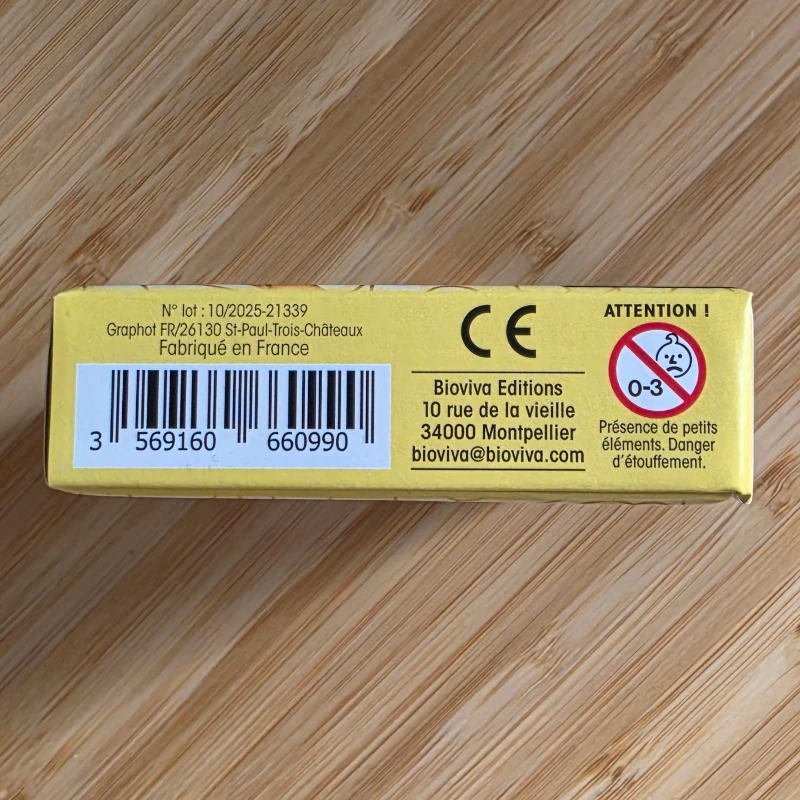 N° lot : 10/2025-21339
Graphot FR/26130 St-Paul-Trois-Châteaux
Fabriqué en France
3 569160 660990
CE
Bioviva Editions
10 rue de la vieille
34000 Montpellier
bioviva@bioviva.com
ATTENTION !
0-3
Présence de petits
éléments. Danger
d'étouffement.